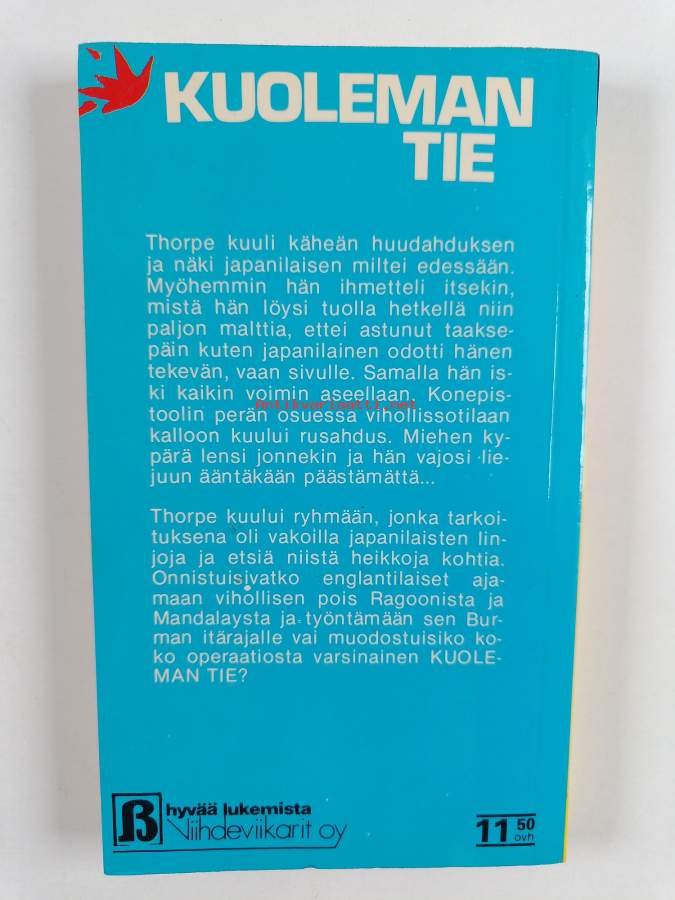 KUOLEMAN
TIE
Thorpe kuuli käheän huudahduksen
ja näki japanilaisen miltei edessään.
Myöhemmin hän ihmetteli itsekin,
mistä hän löysi tuolla hetkellä niin
paljon malttia, ettei astunut taakse-
päin kuten japanilainen odotti hänen
tekevän, vaan sivulle. Samalla hän is-
ki kaikin voimin aseellaan. Konepis-
Antikvariaatti.net
toolin perän osuessa vihollissotilaan
kalloon kuului rusahdus. Miehen ky-
pärä lensi jonnekin ja hän vajosi lie-
juun ääntäkään päästämättä...
Thorpe kuului ryhmään, jonka tarkoi-
tuksena oli vakoilla japanilaisten lin-
joja ja etsiä niistä heikkoja kohtia.
Onnistuisivatko englantilaiset aja-
maan vihollisen pois Ragoonista ja
Mandalaysta ja työntämään sen Bur-
man itärajalle vai muodostuisiko ko-
ko operaatiosta varsinainen KUOLE-
MAN TIE?
hyvää lukemista
Viihdeviikarit oy
11 50
ovh